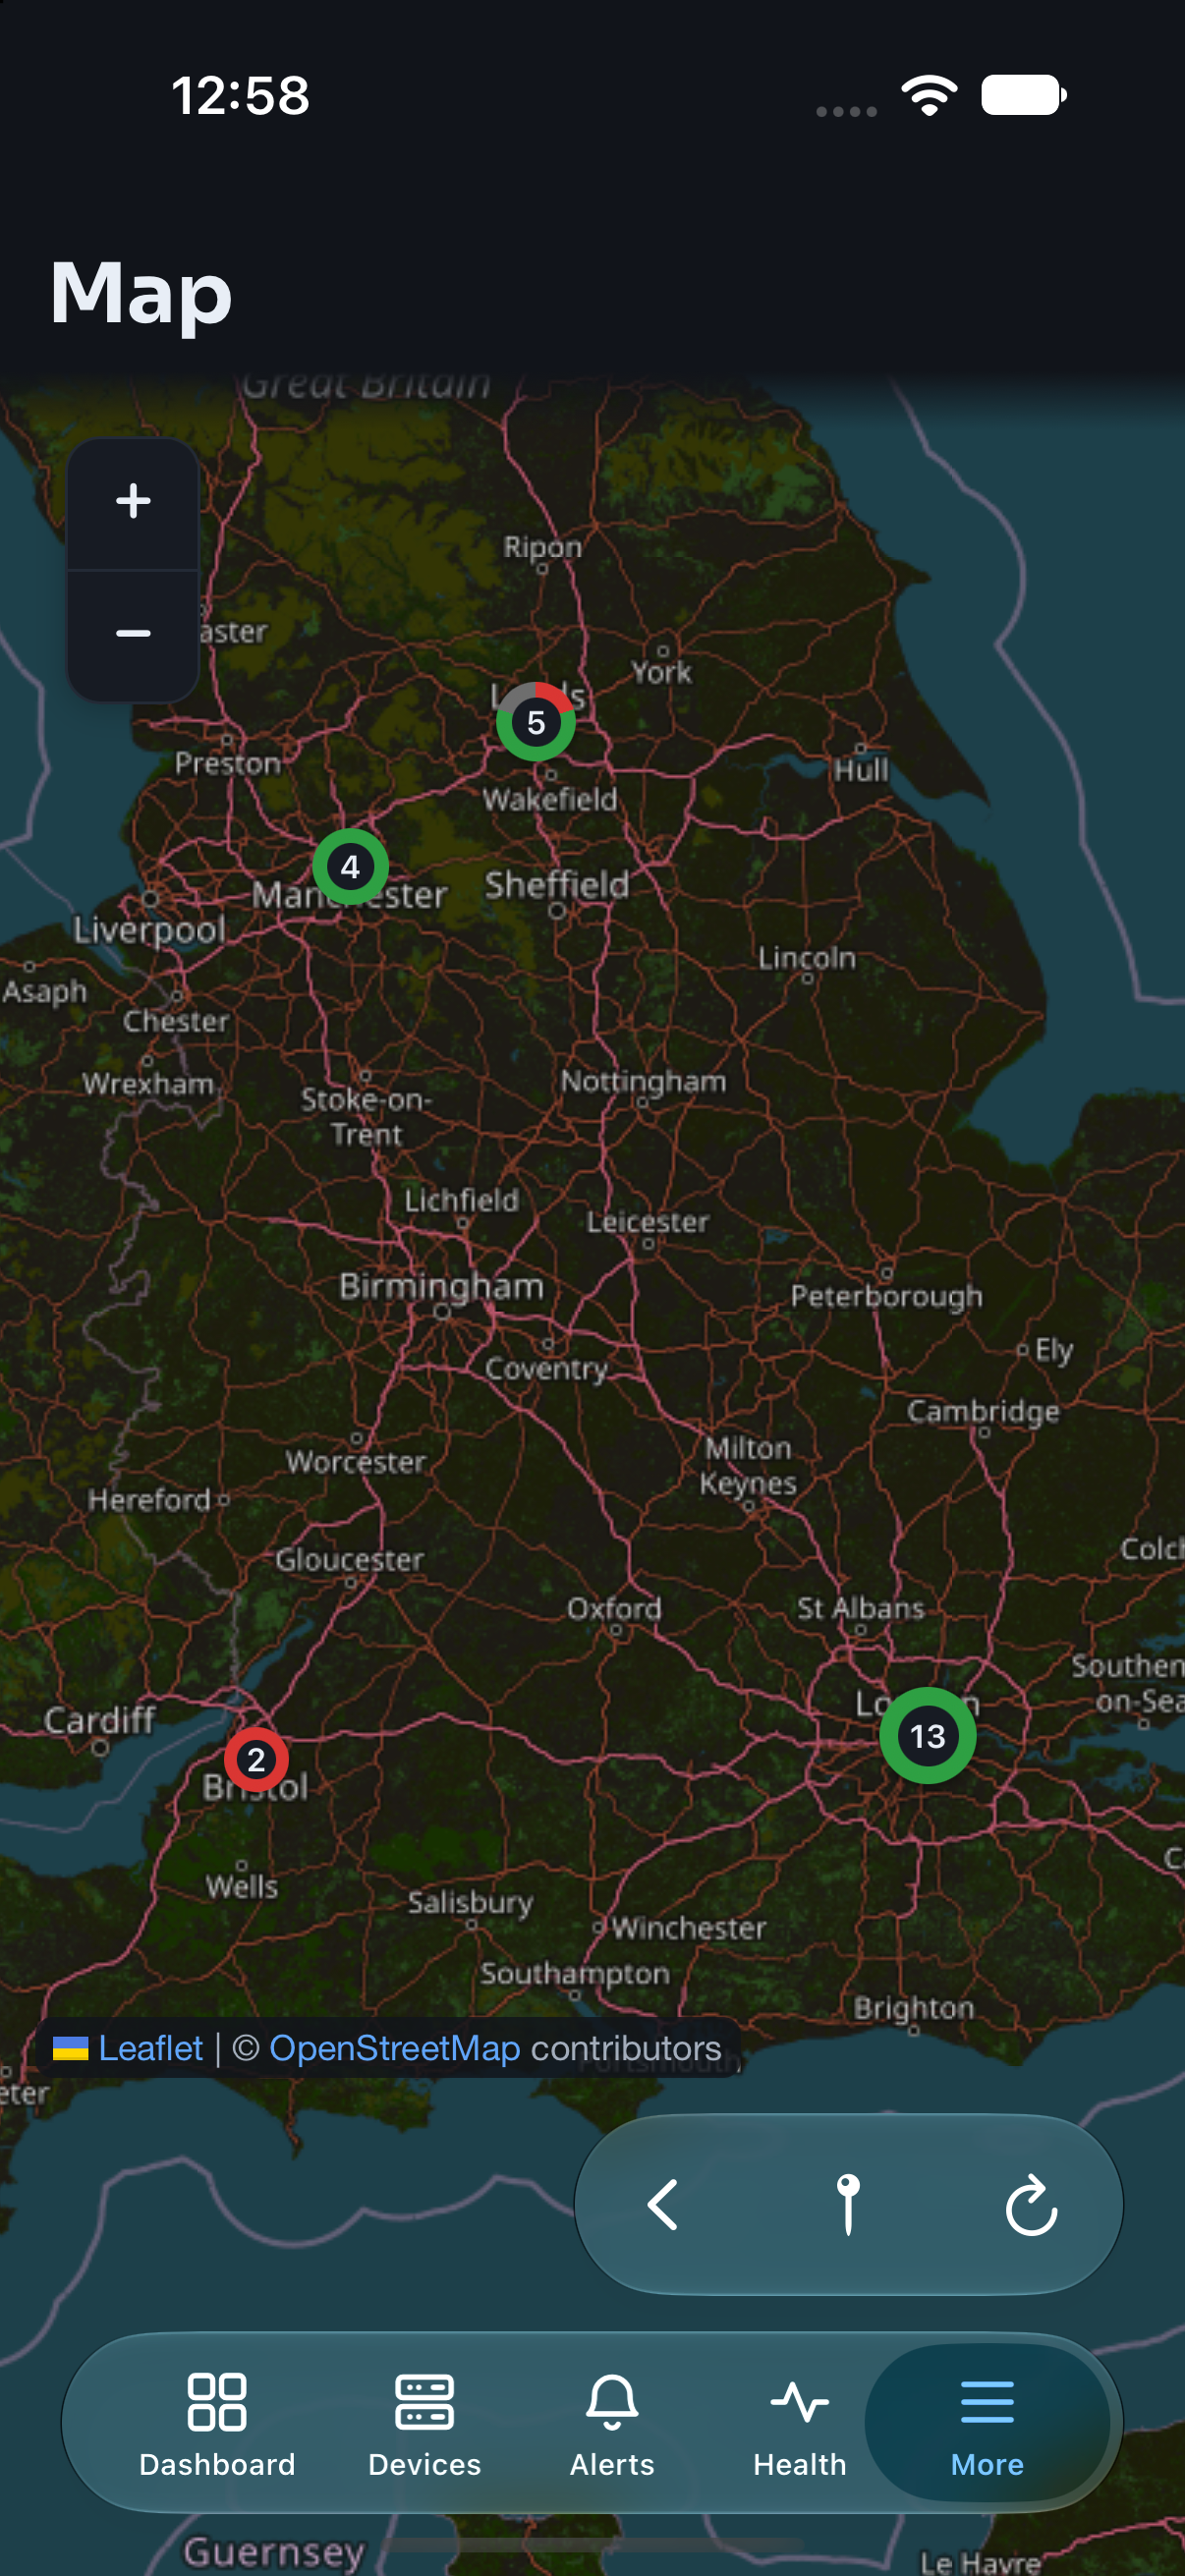 12:58
Map
Great Britain
+
−
Ripon
aster
York
Preston
5
Hull
Wakefield
4
Sheffield
Liverpool
Lincoln
Asaph
Chester
Wrexham
Nottingham
Stoke-on-
Trent
Lichfield
Leicester
Birmingham
Peterborough
Ely
Coventry
Cambridge
Milton
Keynes
Worcester
Hereford
Colch
Gloucester
Oxford
St Albans
Southen
on-Sea
Cardiff
13
2
Wells
Salisbury
Winchester
Southampton
Brighton
Leaflet | © OpenStreetMap contributors
eter
Dashboard
Devices
Alerts
Health
More
Guernsey
Le Havre